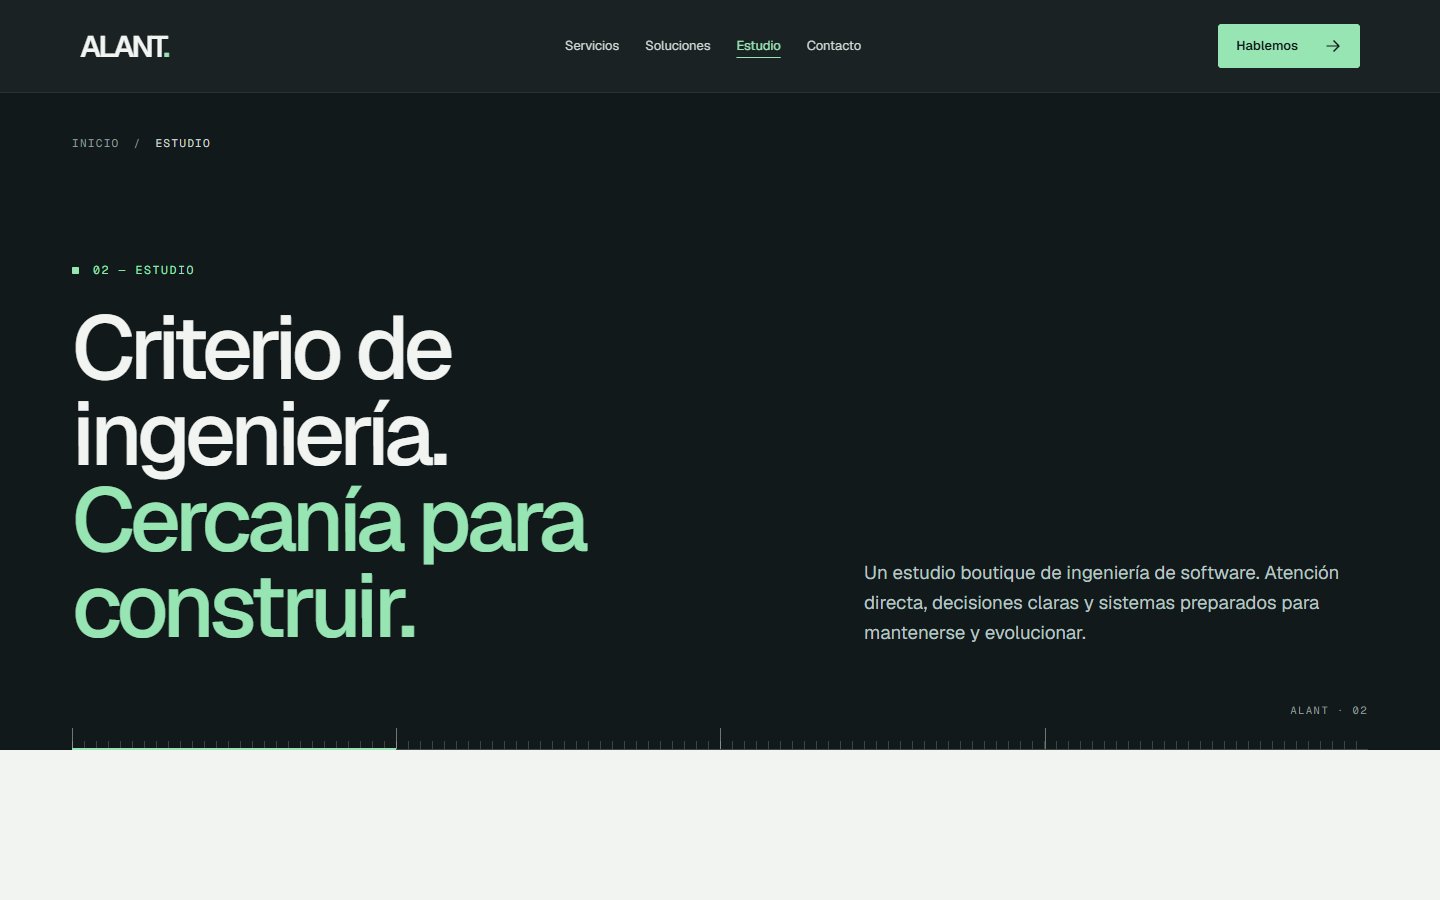 ALANT.
Servicios
Soluciones
Estudio
Contacto
Hablemos
INICIO / ESTUDIO
02 — ESTUDIO
Criterio de
ingeniería.
Cercanía para
construir.
Un estudio boutique de ingeniería de software. Atención
directa, decisiones claras y sistemas preparados para
mantenerse y evolucionar.
ALANT · 02